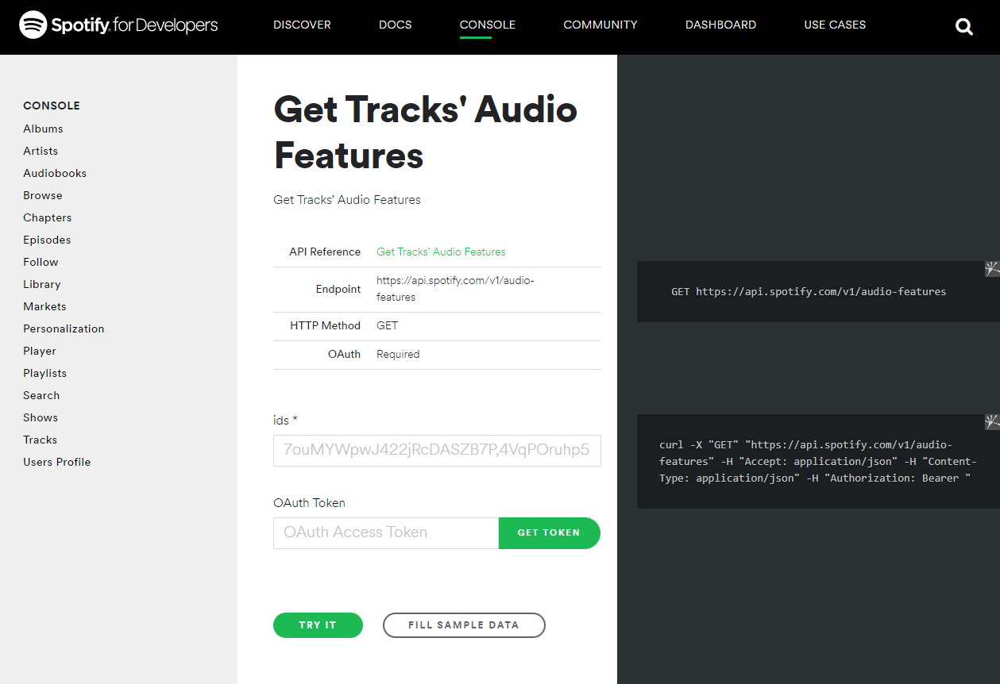 Spotify for Developers
DISCOVER
DOCS
CONSOLE
COMMUNITY
DASHBOARD
USE CASES
CONSOLE
Albums
Artists
Audiobooks
Browse
Chapters
Episodes
Follow
Library
Markets
Personalization
Player
Playlists
Search
Shows
Tracks
Users Profile
Get Tracks' Audio
Features
Get Tracks’ Audio Features
API Reference Get Tracks’ Audio Features
Endpoint https://api.spotify.com/v1/audio-
features
HTTP Method GET
OAuth Required
ids *
7ouMYWpwJ422jRcDASZB7P,4VqPOruhp5
OAuth Token
OAuth Access Token
GET TOKEN
TRY IT
FILL SAMPLE DATA
GET https://api.spotify.com/v1/audio-features
curl -X "GET" "https://api.spotify.com/v1/audio-
features" -H "Accept: application/json" -H "Content-
Type: application/json" -H "Authorization: Bearer "